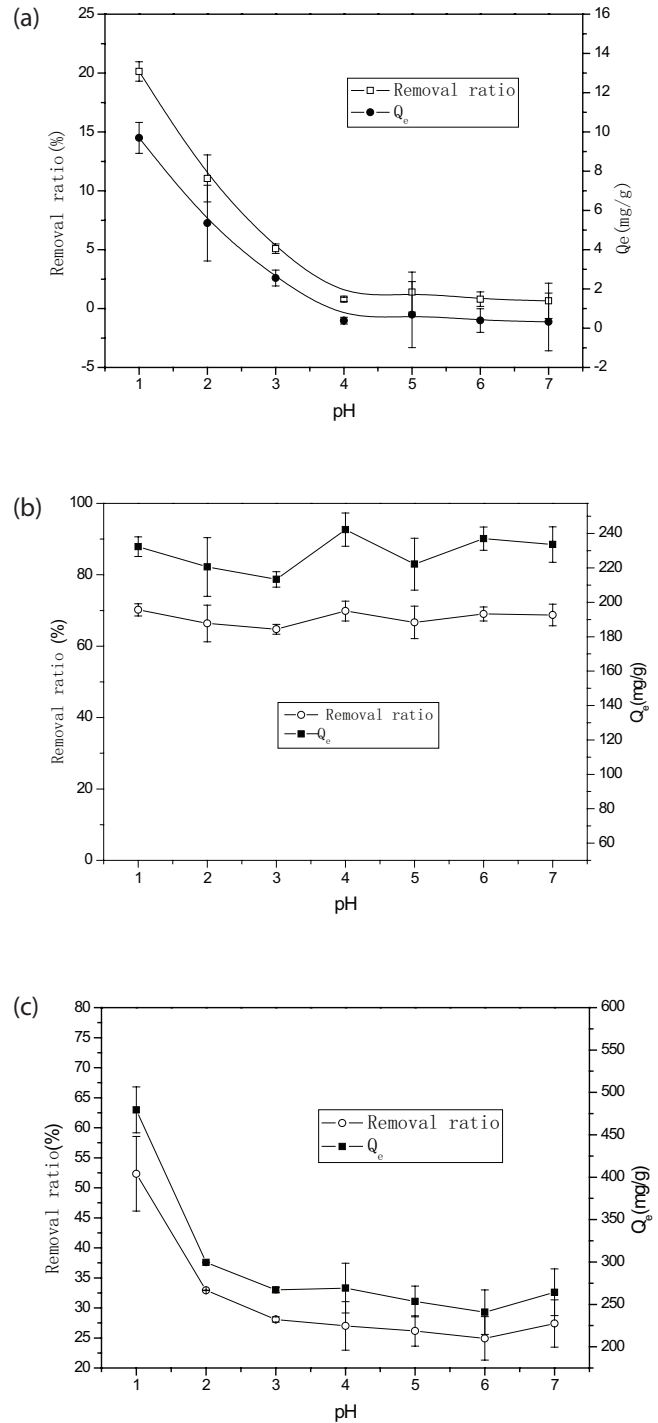 (a)
25
20
15
10
5
0
-5
Removal ratio(%)
Removal ratio
Qe
16
14
12
10
8
6
4
2
0
-2
Qe(mg/g)
1 2 3 4 5 6 7
pH
(b)
100
80
60
40
20
0
Removal ratio (%)
Removal ratio
Qe
240
220
200
180
160
140
120
100
80
60
Qe(mg/g)
1 2 3 4 5 6 7
pH
(c)
80
75
70
65
60
55
50
45
40
35
30
25
20
Removal ratio(%)
Removal ratio
Qe
600
500
450
400
250
300
250
200
Qe(mg/g)
1 2 3 4 5 6 7
pH